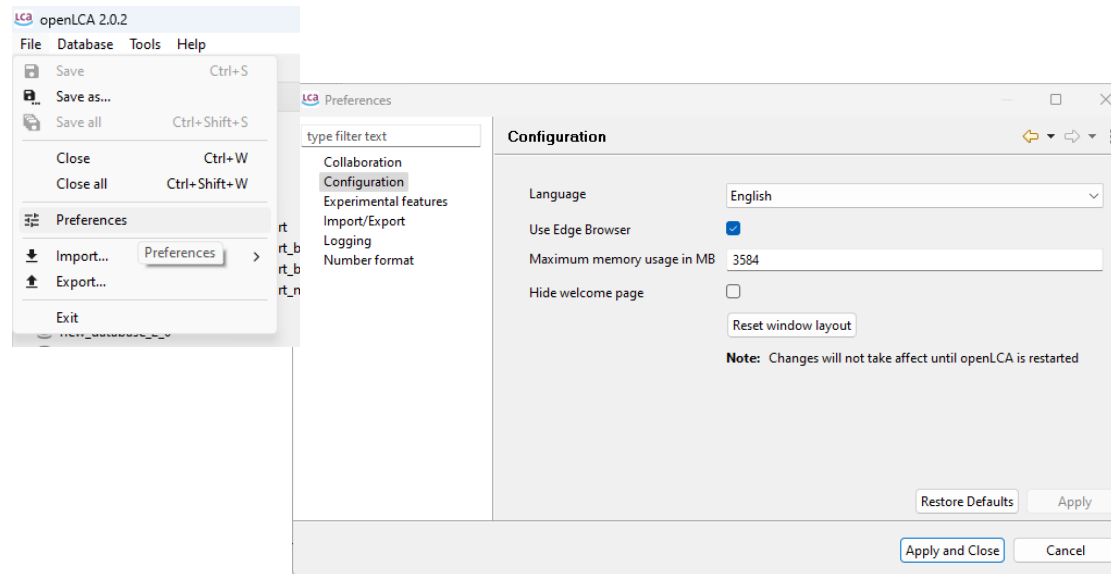 LCA openLCA 2.0.2
File Database Tools Help
Save Ctrl+S
Save as...
Save all Ctrl+Shift+S
Close Ctrl+W
Close all Ctrl+Shift+W
Preferences
Import...
Preferences
Export...
Exit
LCA Preferences
type filter text
Collaboration
Configuration
Experimental features
Import/Export
Logging
Number format
Configuration
Language English
Use Edge Browser
Maximum memory usage in MB 3584
Hide welcome page
Reset window layout
Note: Changes will not take affect until openLCA is restarted
Restore Defaults Apply
Apply and Close Cancel